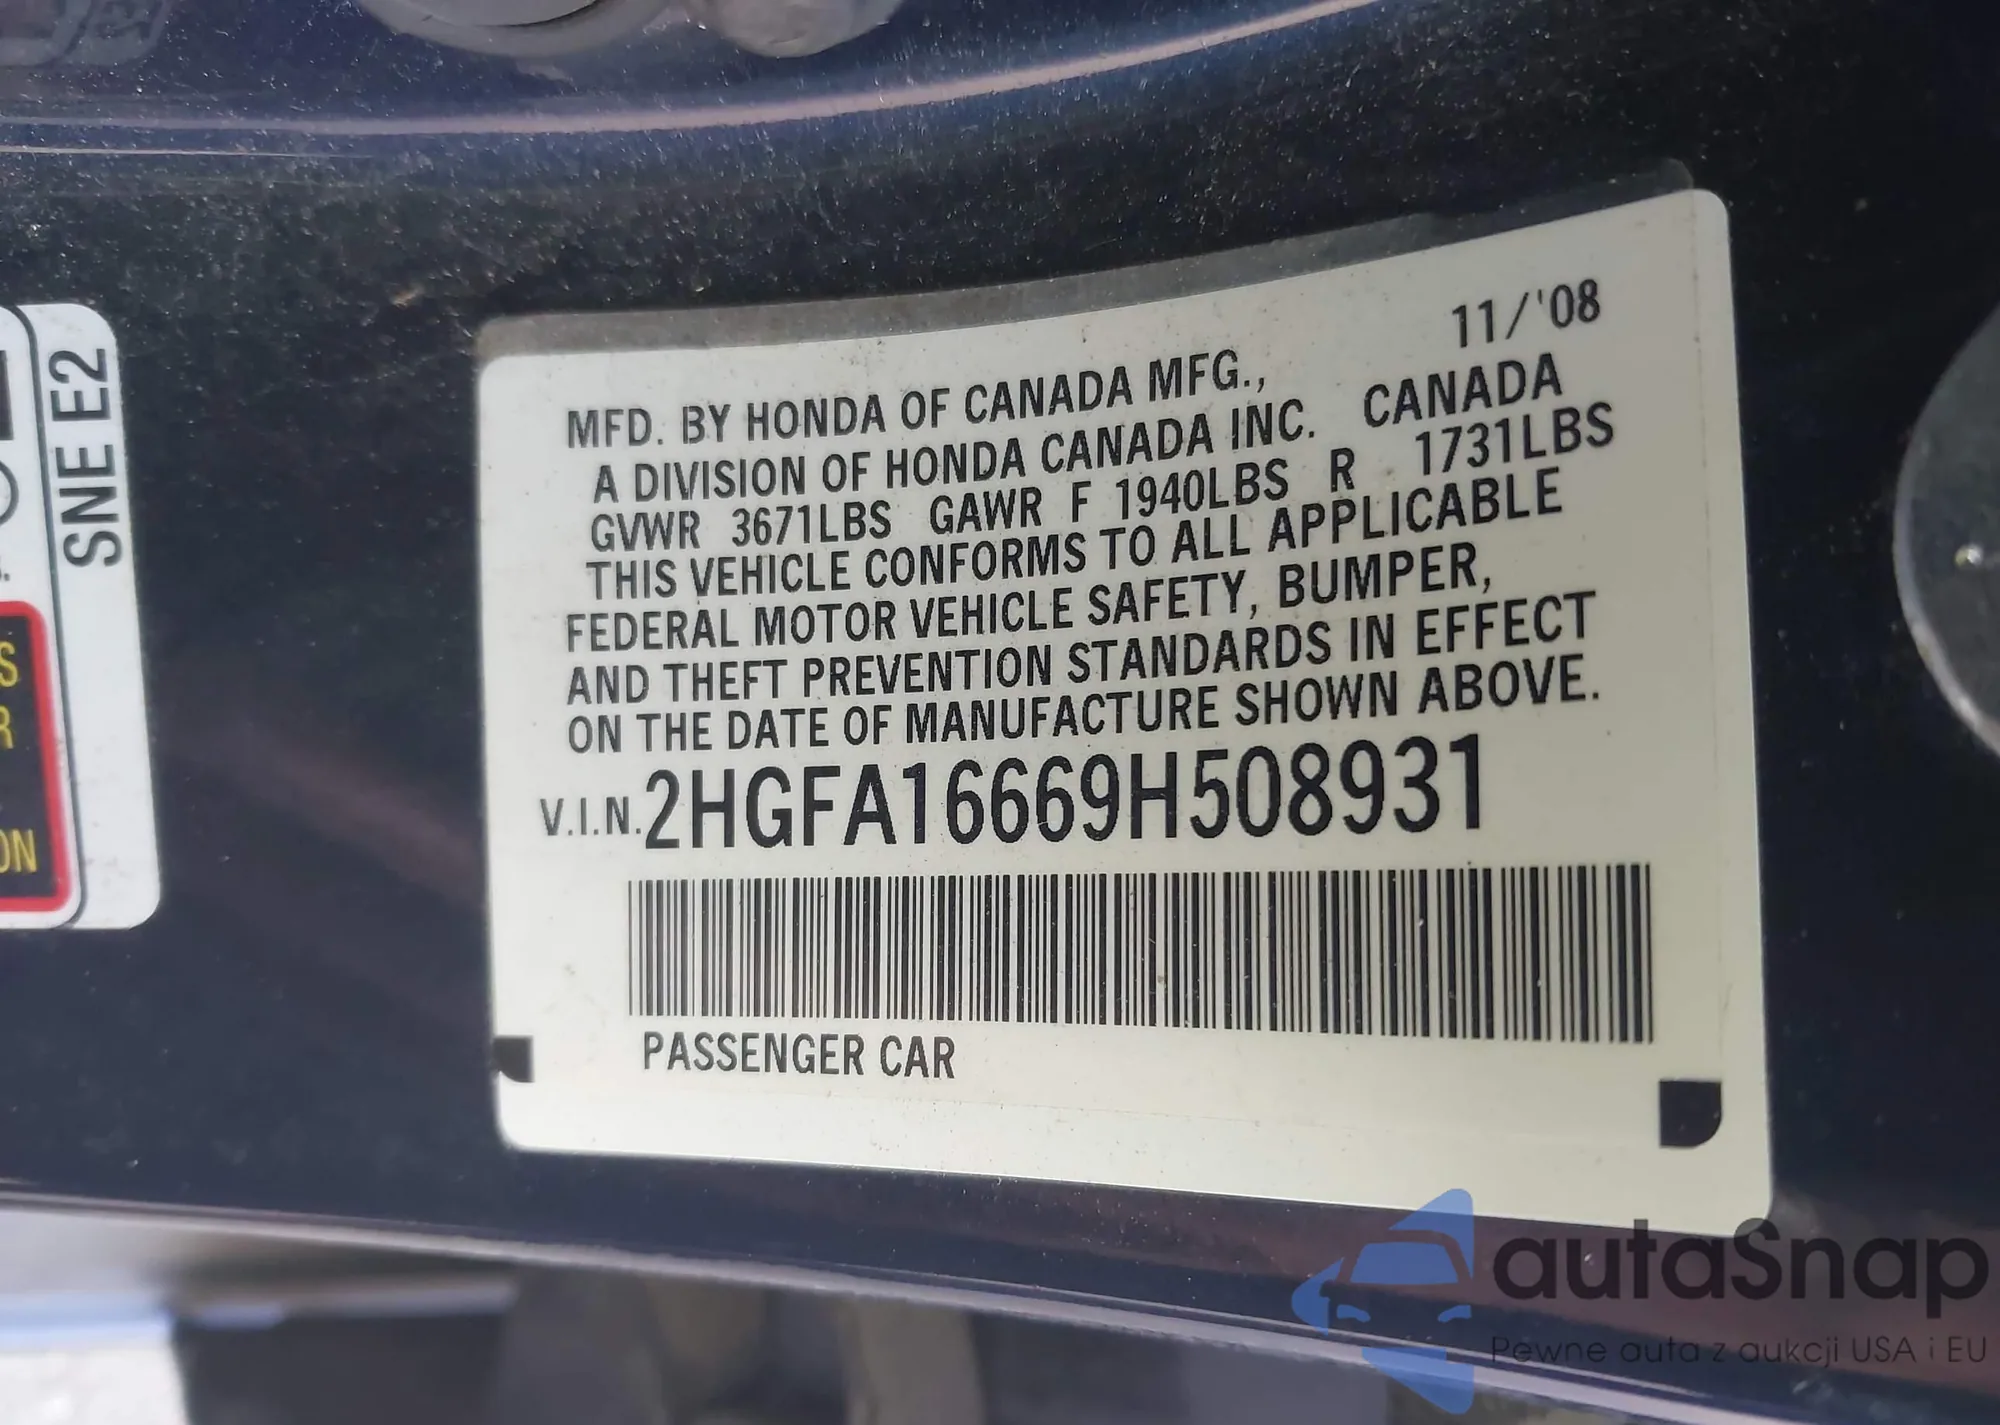 SNE E2
S
R
ON
11/'08
MFD. BY HONDA OF CANADA MFG.,
A DIVISION OF HONDA CANADA INC. CANADA
GVWR 3671LBS GAWR F 1940LBS R 1731LBS
THIS VEHICLE CONFORMS TO ALL APPLICABLE
FEDERAL MOTOR VEHICLE SAFETY, BUMPER,
AND THEFT PREVENTION STANDARDS IN EFFECT
ON THE DATE OF MANUFACTURE SHOWN ABOVE.
V.I.N. 2HGFA16669H508931
PASSENGER CAR
autaSnap
Pewne auta z aukcji USA i EU